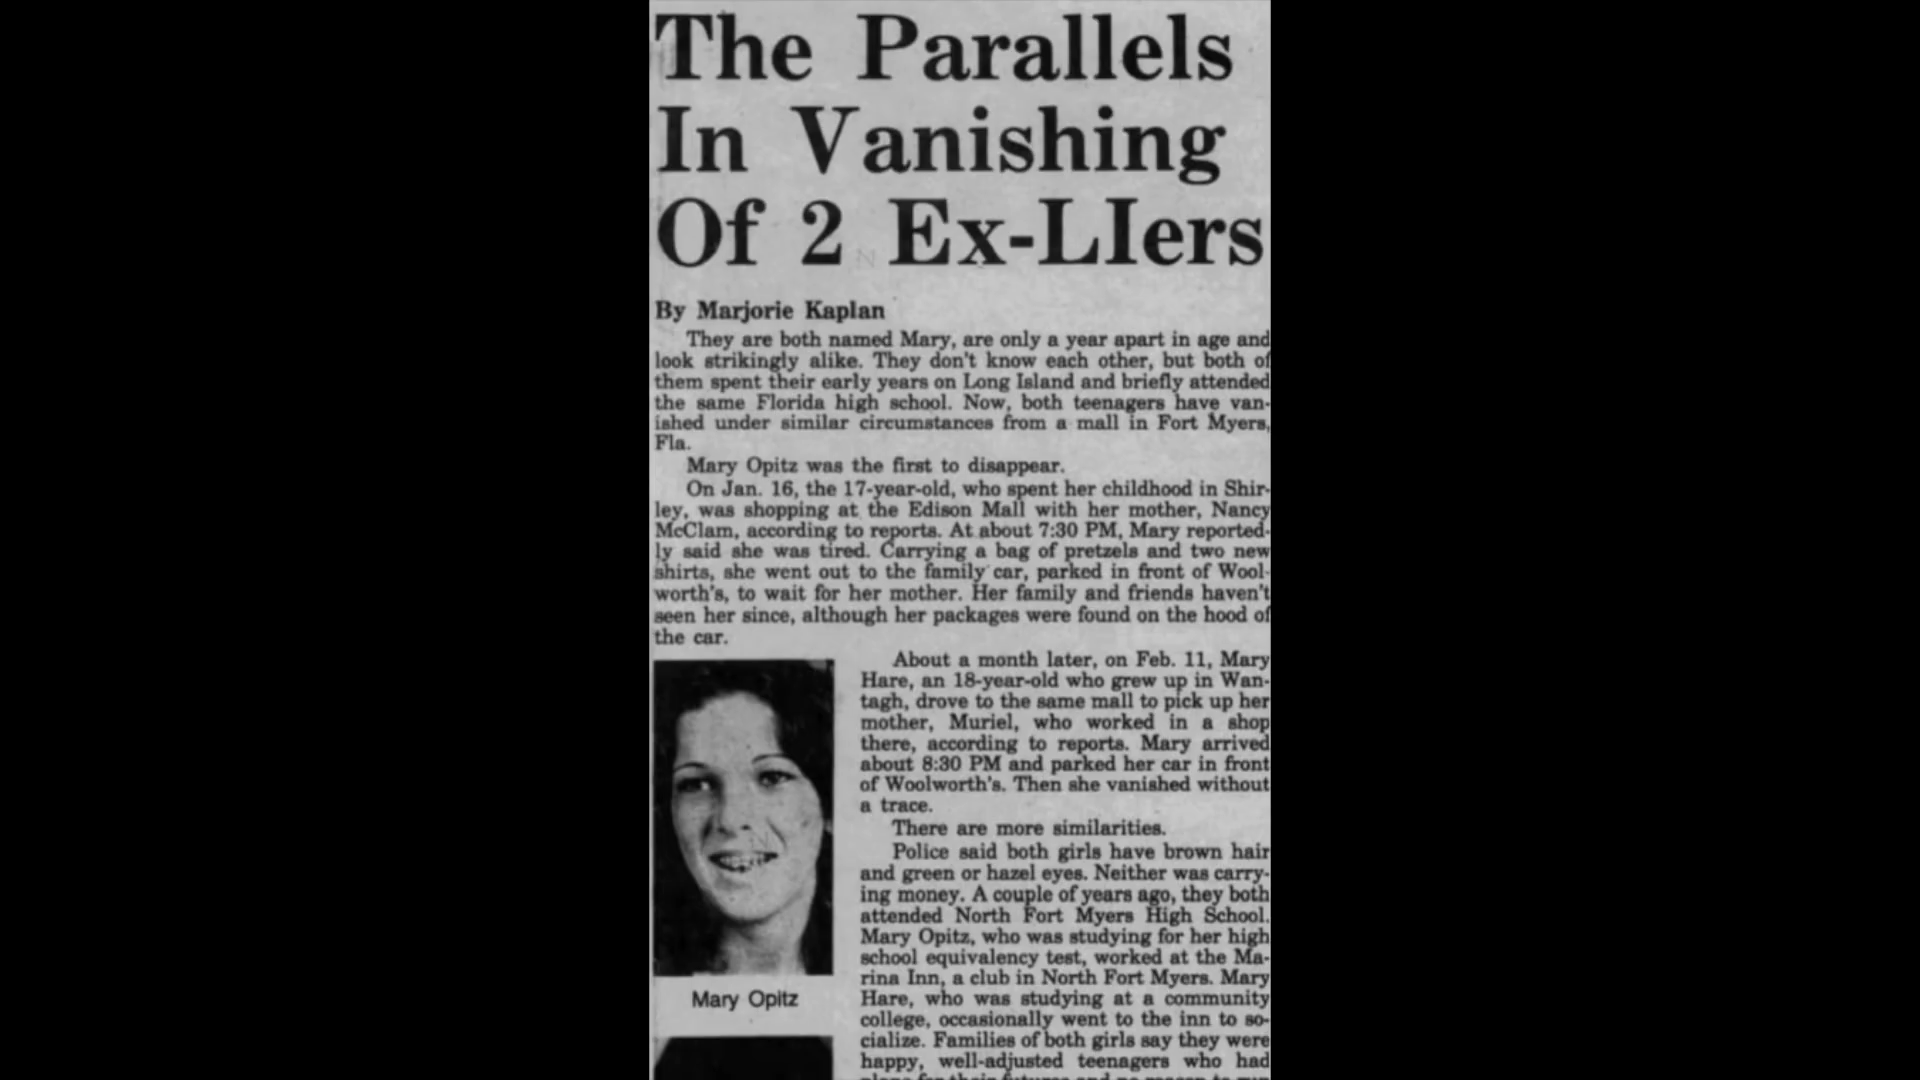 The Parallels
In Vanishing
Of 2 Ex-LIers
By Marjorie Kaplan
They are both named Mary, are only a year apart in age and
look strikingly alike. They don't know each other, but both of
them spent their early years on Long Island and briefly attended
the same Florida high school. Now, both teenagers have van-
ished under similar circumstances from a mall in Fort Myers,
Fla.
Mary Opitz was the first to disappear.
On Jan. 16, the 17-year-old, who spent her childhood in Shir-
ley, was shopping at the Edison Mall with her mother, Nancy
McClam, according to reports. At about 7:30 PM, Mary reported-
ly said she was tired. Carrying a bag of pretzels and two new
shirts, she went out to the family car, parked in front of Wool-
worth's, to wait for her mother. Her family and friends haven't
seen her since, although her packages were found on the hood of
the car.
About a month later, on Feb. 11, Mary
Hare, an 18-year-old who grew up in Wan-
tagh, drove to the same mall to pick up her
mother, Muriel, who worked in a shop
there, according to reports. Mary arrived
about 8:30 PM and parked her car in front
of Woolworth's. Then she vanished without
a trace.
There are more similarities.
Police said both girls have brown hair
and green or hazel eyes. Neither was carry-
ing money. A couple of years ago, they both
attended North Fort Myers High School.
Mary Opitz, who was studying for her high
school equivalency test, worked at the Ma-
rina Inn, a club in North Fort Myers. Mary
Hare, who was studying at a community
college, occasionally went to the inn to so-
cialize. Families of both girls say they were
happy, well-adjusted teenagers who had
Mary Opitz